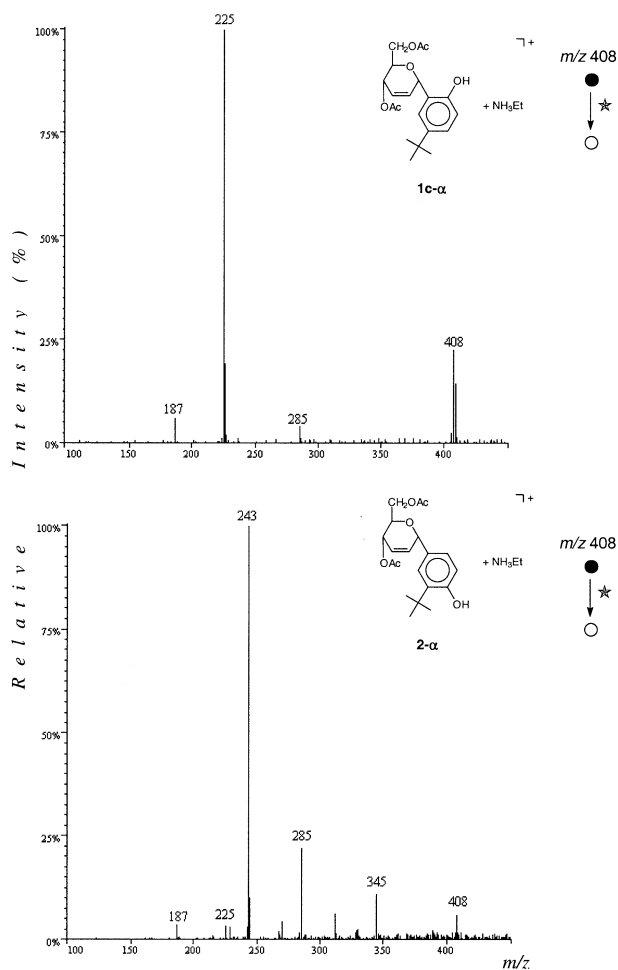 225
100%
75%
50%
25%
0%
187
285
408
100
150
200
250
300
350
400
CH2OAc
O
OH
OAc
+ NH3Et
1c-α
⌉+
m/z 408
Intensity (%)
243
100%
75%
50%
25%
0%
187
225
285
345
408
100
150
200
250
300
350
400
m/z
CH2OAc
O
OAc
OH
+ NH3Et
2-α
⌉+
m/z 408
Relative